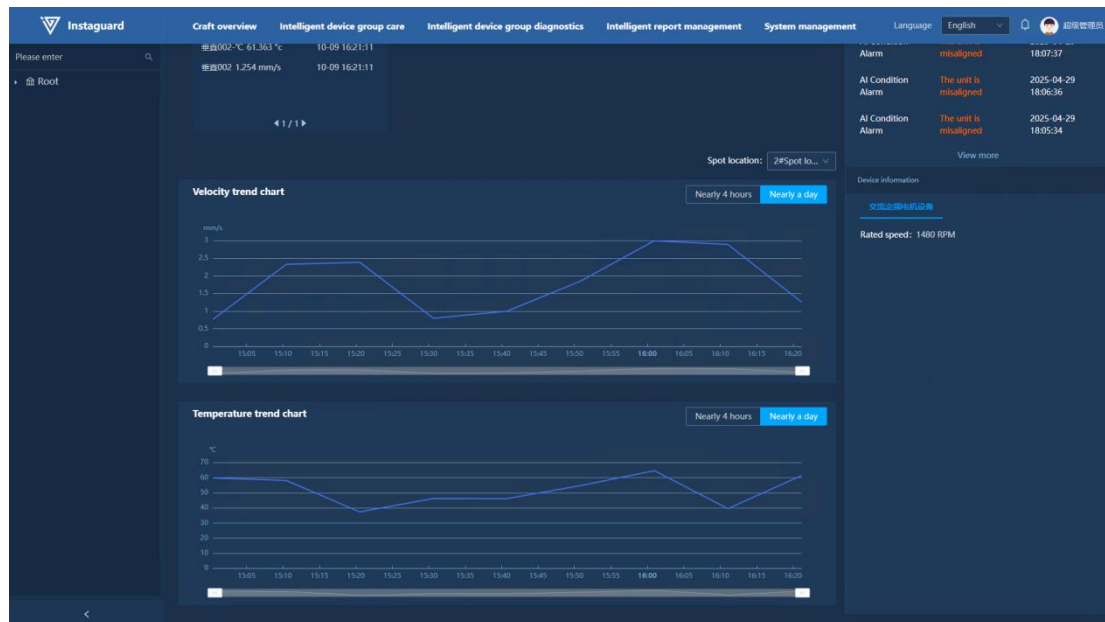 Instaguard
Craft overview
Intelligent device group care
Intelligent device group diagnostics
Intelligent report management
System management
Language
English
超级管理员
Please enter
Root
垂直002-℃ 61.363 °c 10-09 16:21:11
垂直002 1.254 mm/s 10-09 16:21:11
1 / 1
Alarm misaligned 18:07:37
AI Condition The unit is 2025-04-29
Alarm misaligned 18:06:36
AI Condition The unit is 2025-04-29
Alarm misaligned 18:05:34
View more
Spot location: 2#Spot lo...
Device information
交流定频电机设备
Rated speed: 1480 RPM
Velocity trend chart
Nearly 4 hours
Nearly a day
mm/s
3
2.5
2
1.5
1
0.5
0
15:05 15:10 15:15 15:20 15:25 15:30 15:35 15:40 15:45 15:50 15:55 16:00 16:05 16:10 16:15 16:20
Temperature trend chart
Nearly 4 hours
Nearly a day
℃
70
60
50
40
30
20
10
0
15:05 15:10 15:15 15:20 15:25 15:30 15:35 15:40 15:45 15:50 15:55 16:00 16:05 16:10 16:15 16:20